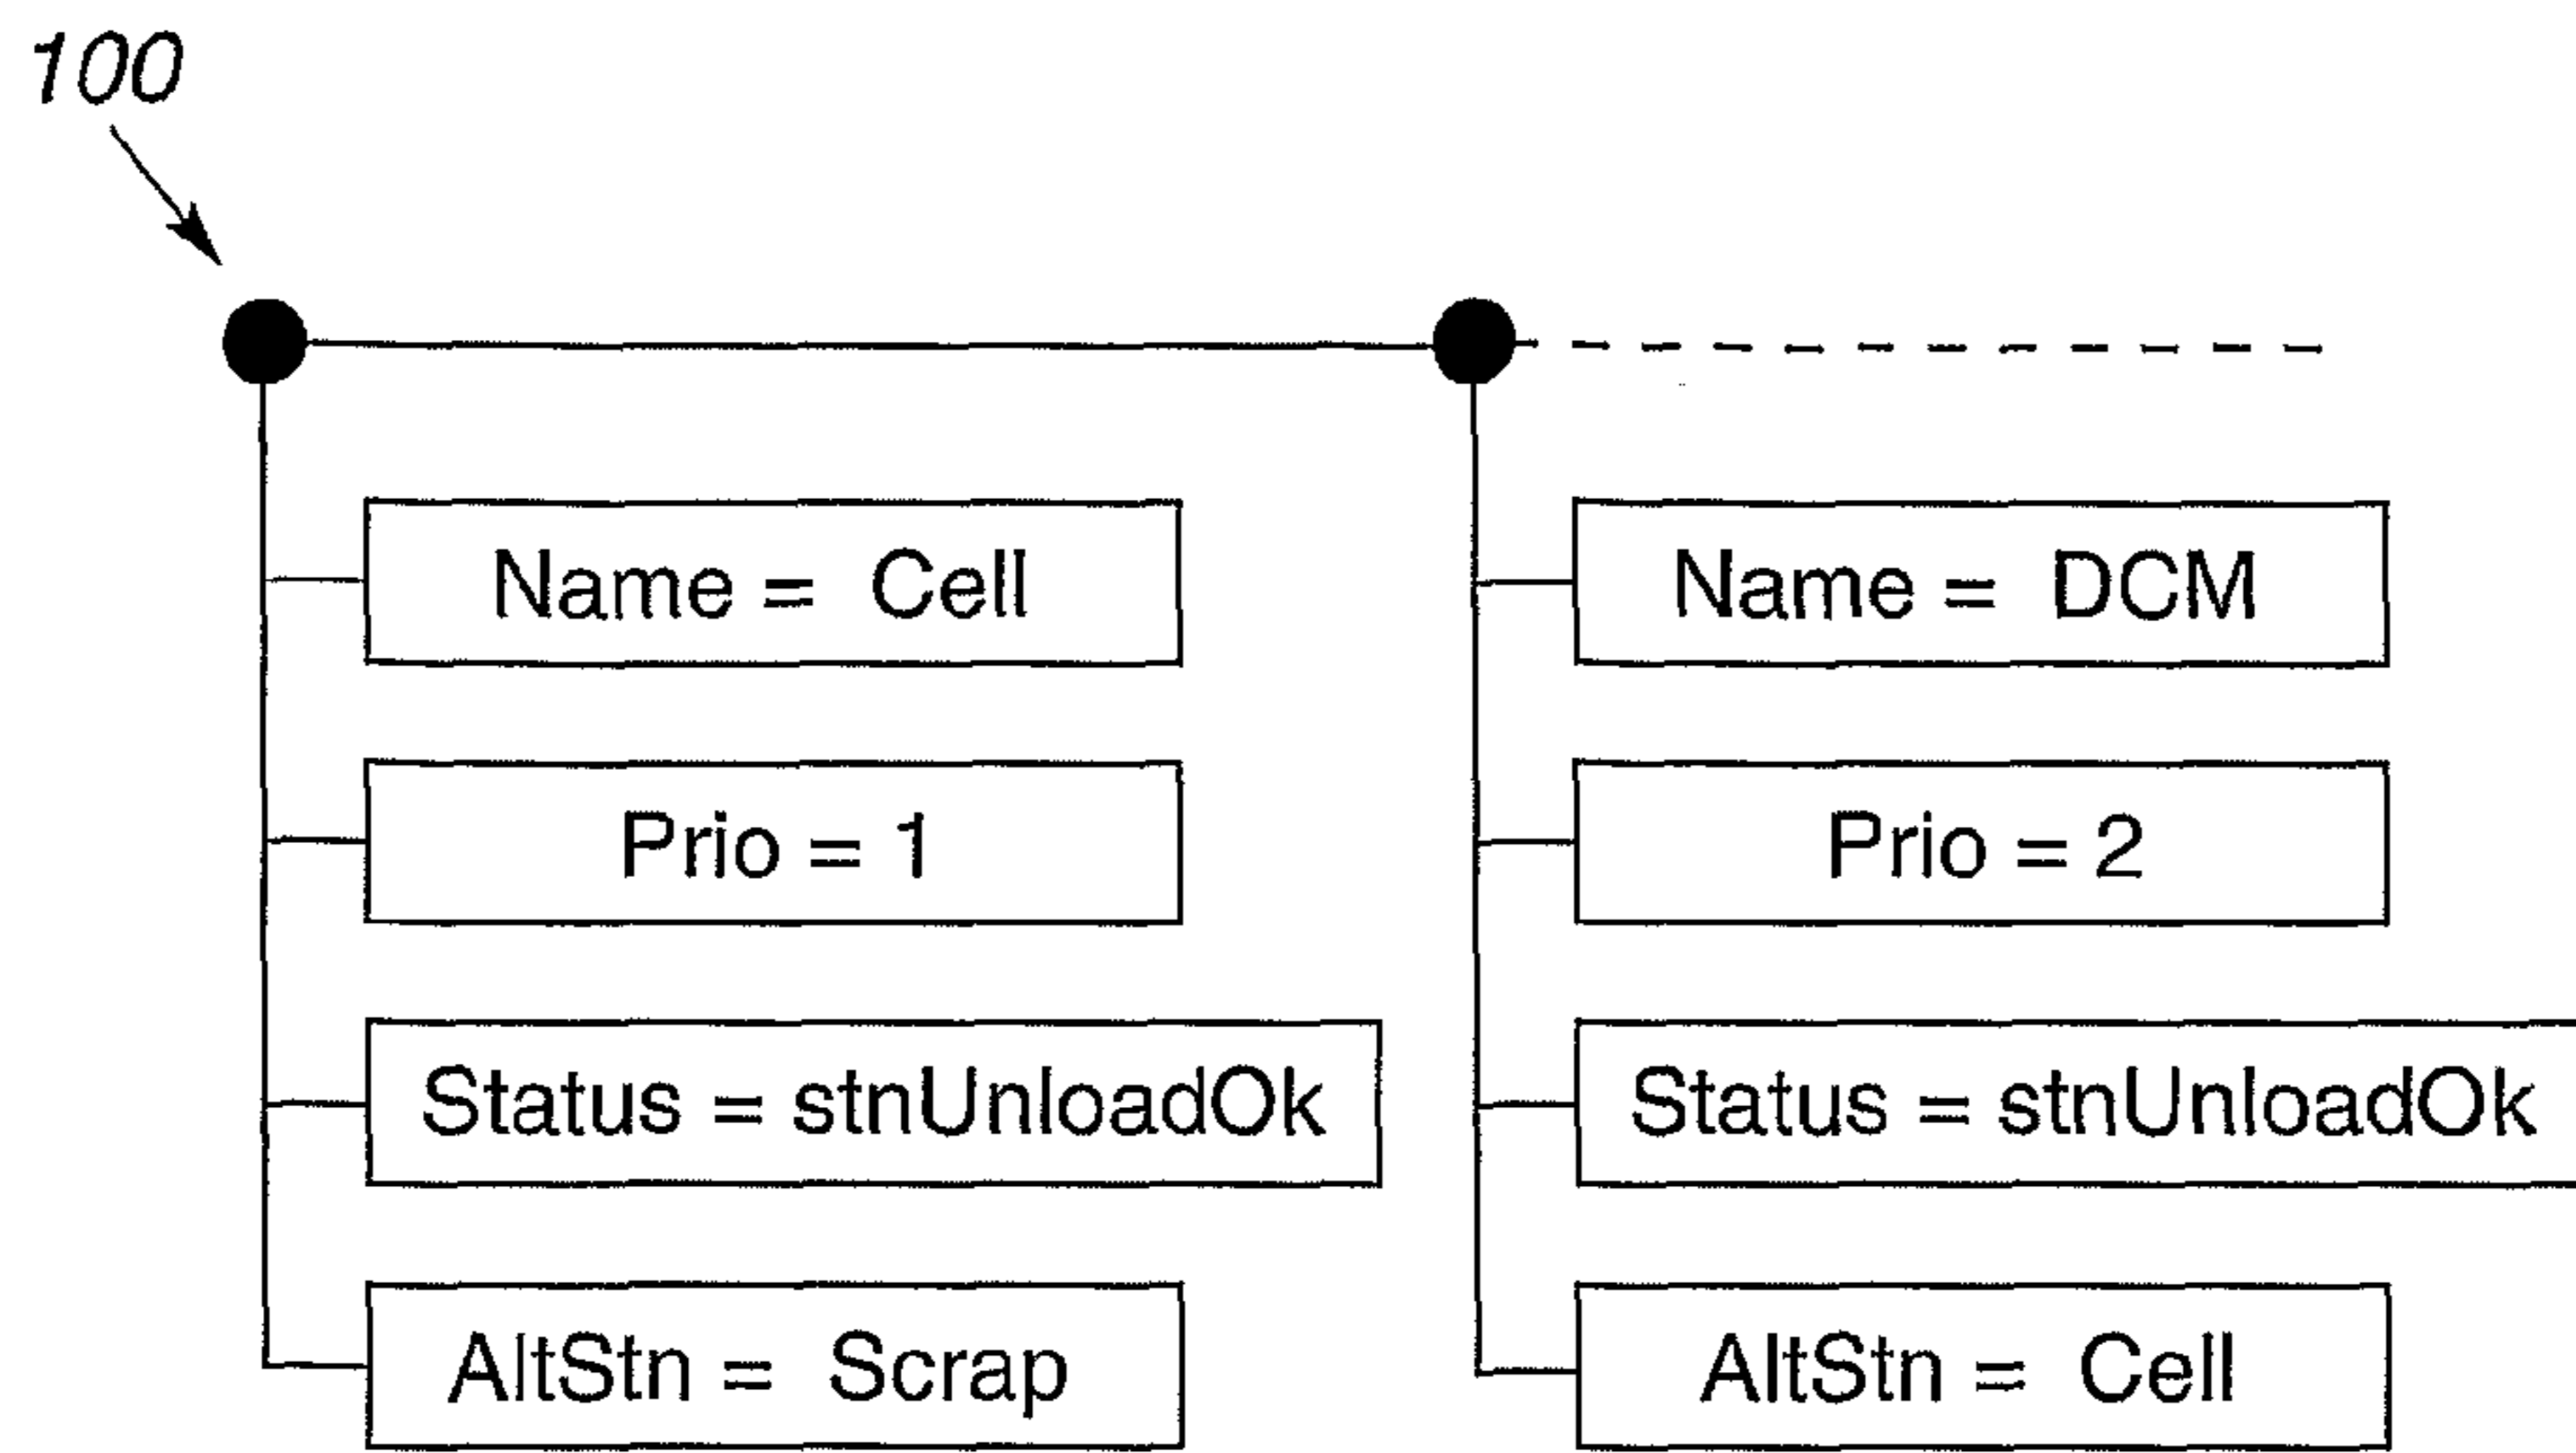 100
Name = Cell
Prio = 1
Status = stnUnloadOk
AltStn = Scrap
Name = DCM
Prio = 2
Status = stnUnloadOk
AltStn = Cell